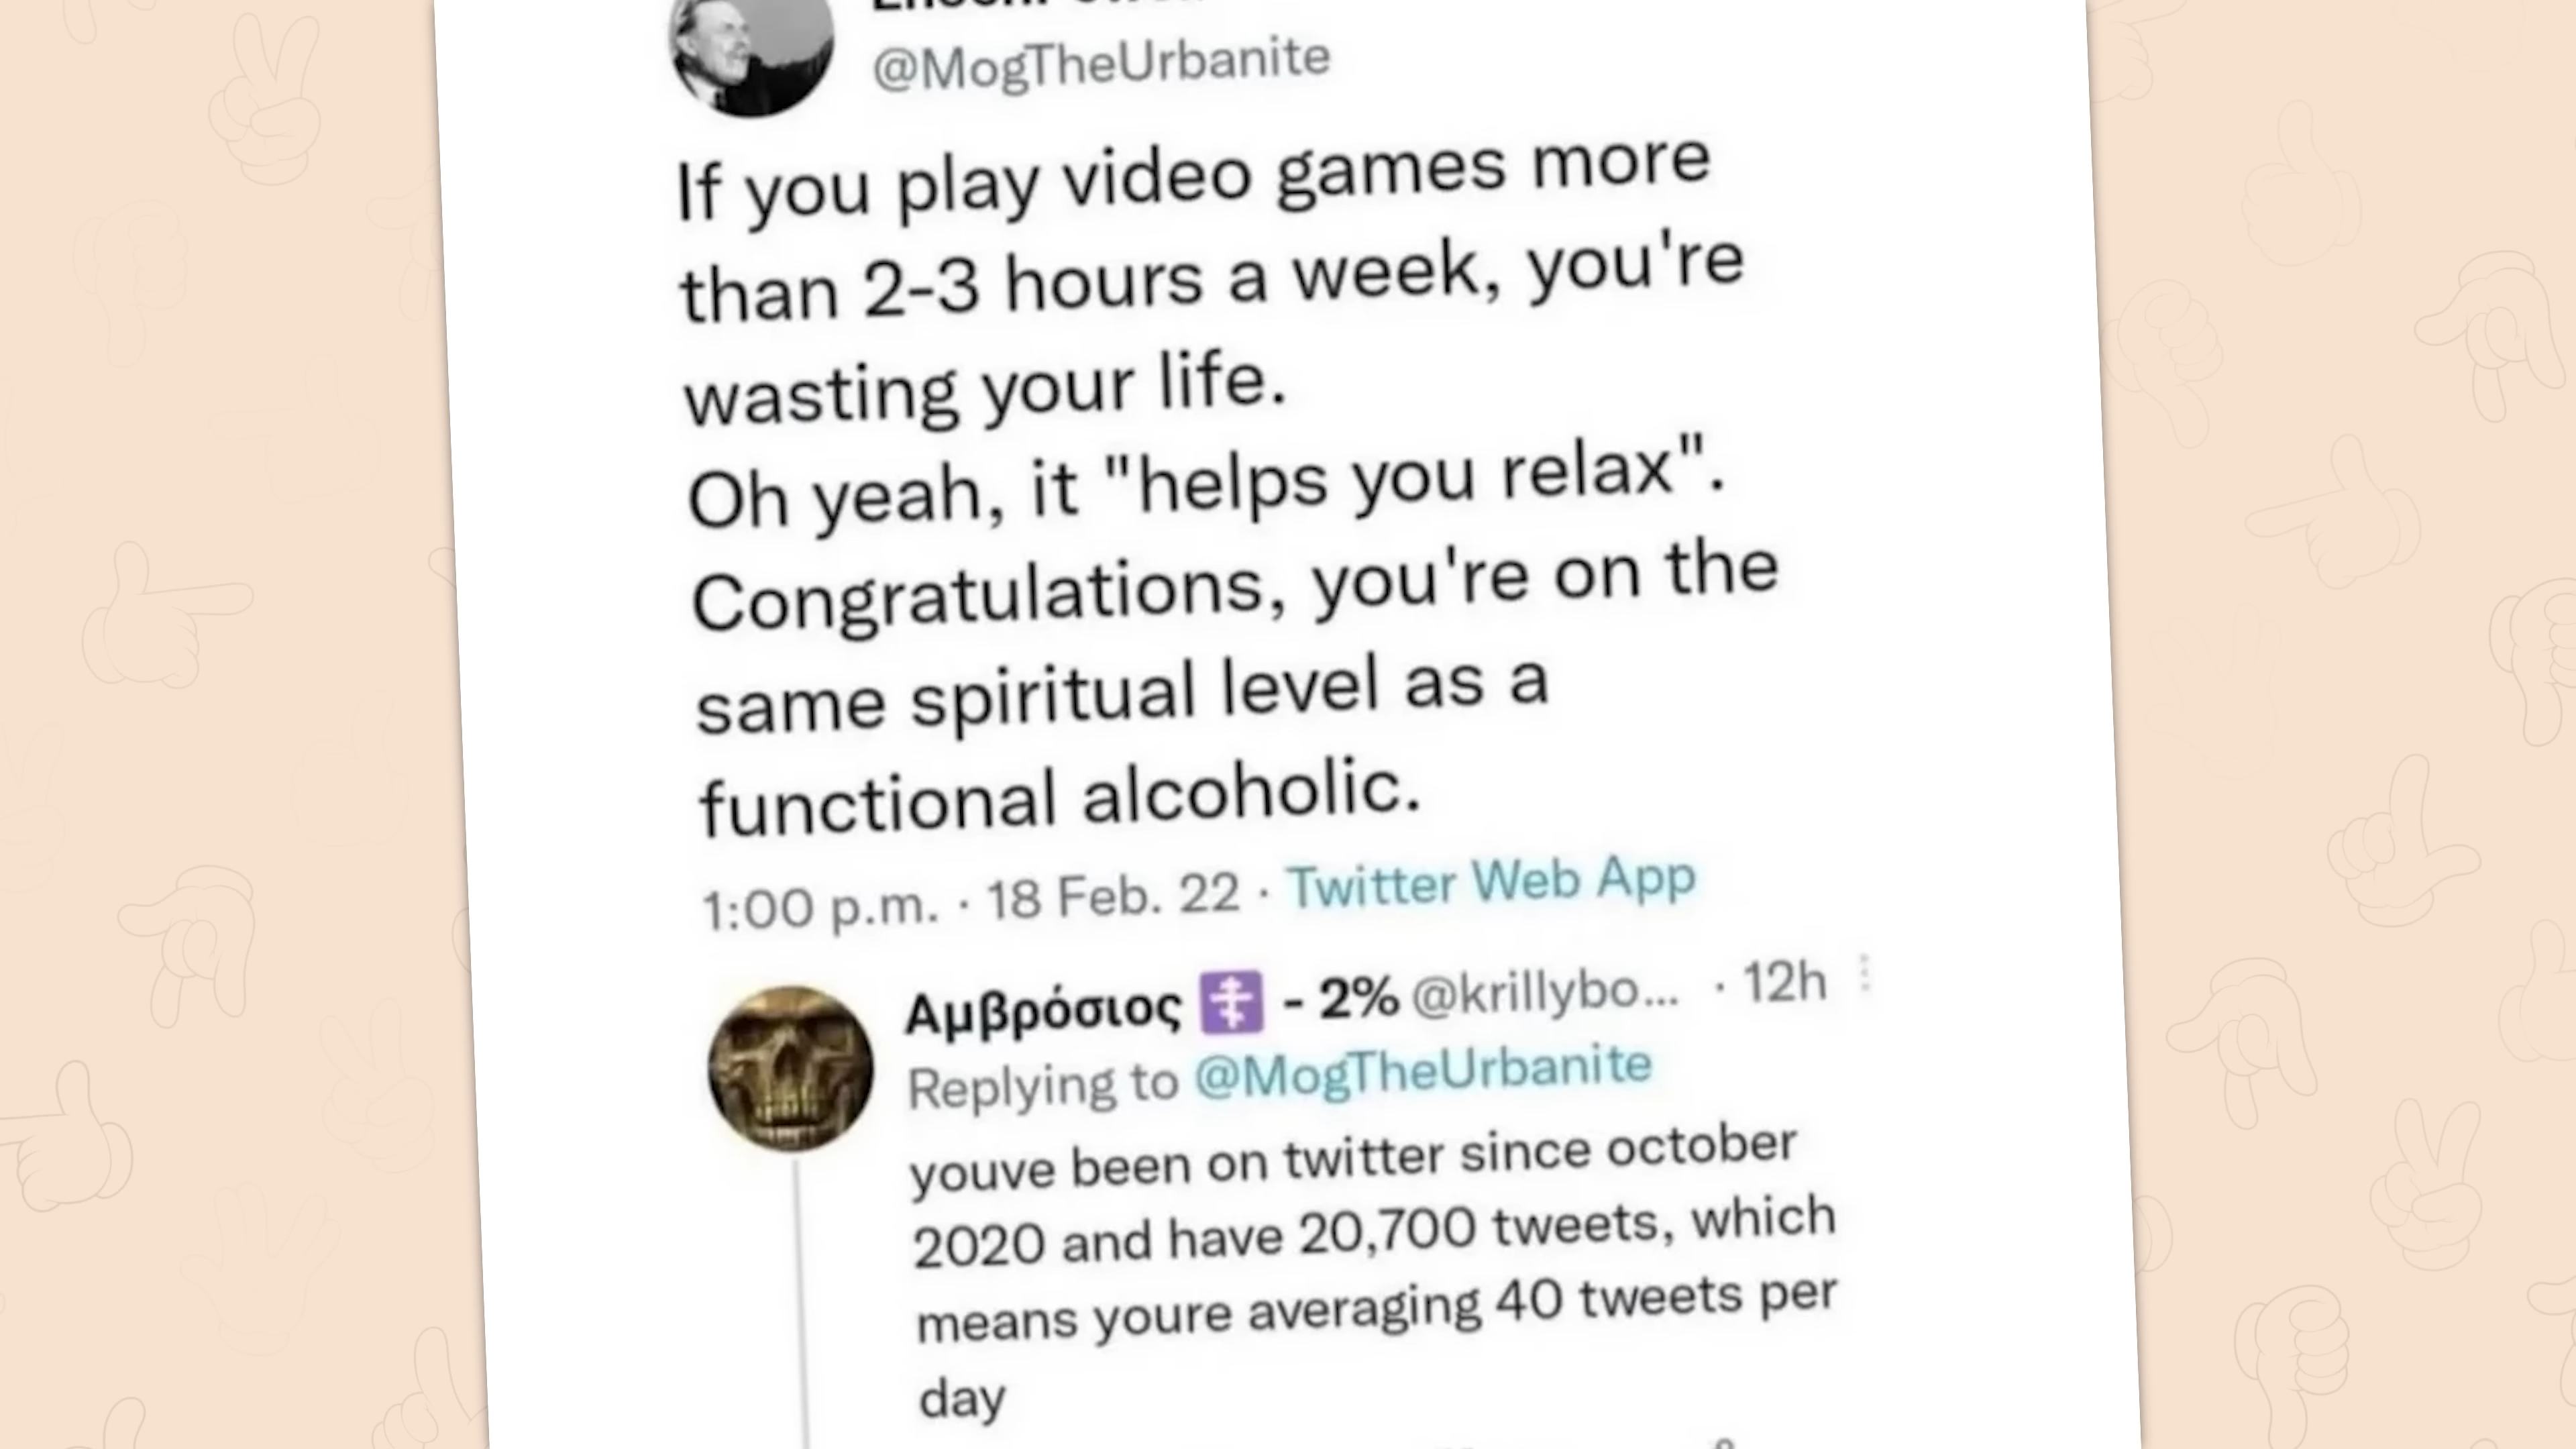 @MogTheUrbanite
If you play video games more
than 2-3 hours a week, you're
wasting your life.
Oh yeah, it "helps you relax".
Congratulations, you're on the
same spiritual level as a
functional alcoholic.
1:00 p.m. · 18 Feb. 22 · Twitter Web App
Αμβρόσιος ☦ - 2% @krillybo... · 12h
Replying to @MogTheUrbanite
youve been on twitter since october
2020 and have 20,700 tweets, which
means youre averaging 40 tweets per
day